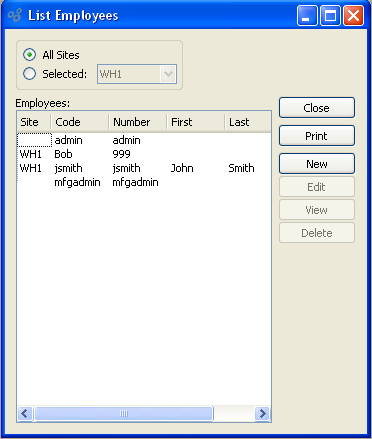 List Employees
All Sites
Selected: WH1
Employees:
Site Code Number First Last
admin admin
WH1 Bob 999
WH1 jsmith jsmith John Smith
mfgadmin mfgadmin
Close
Print
New
Edit
View
Delete